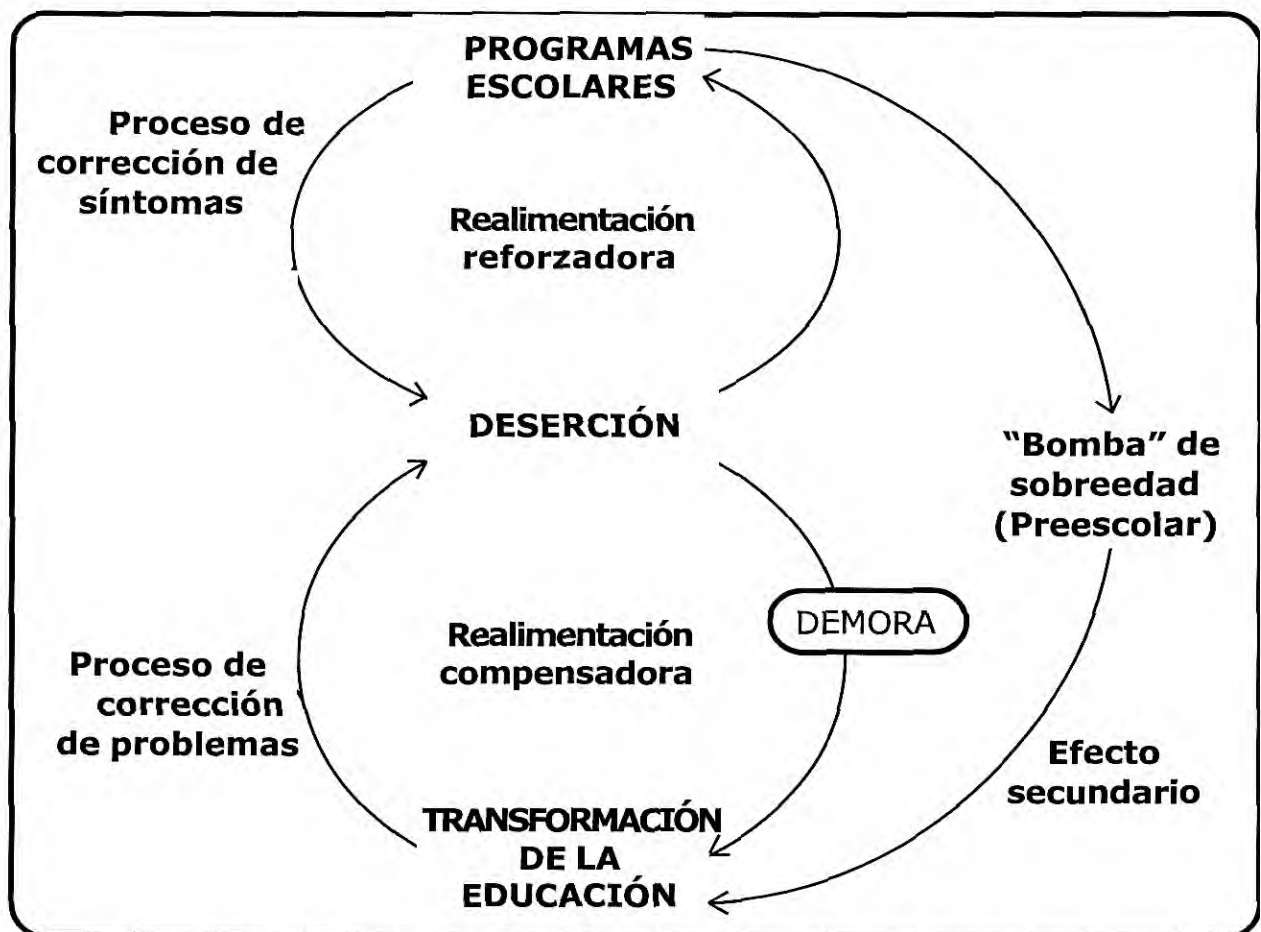 PROGRAMAS
ESCOLARES
Proceso de
corrección de
síntomas
Realimentación
reforzadora
DESERCIÓN
"Bomba" de
sobreedad
(Preescolar)
DEMORA
Realimentación
compensadora
Proceso de
corrección
de problemas
Efecto
secundario
TRANSFORMACIÓN
DE LA
EDUCACIÓN